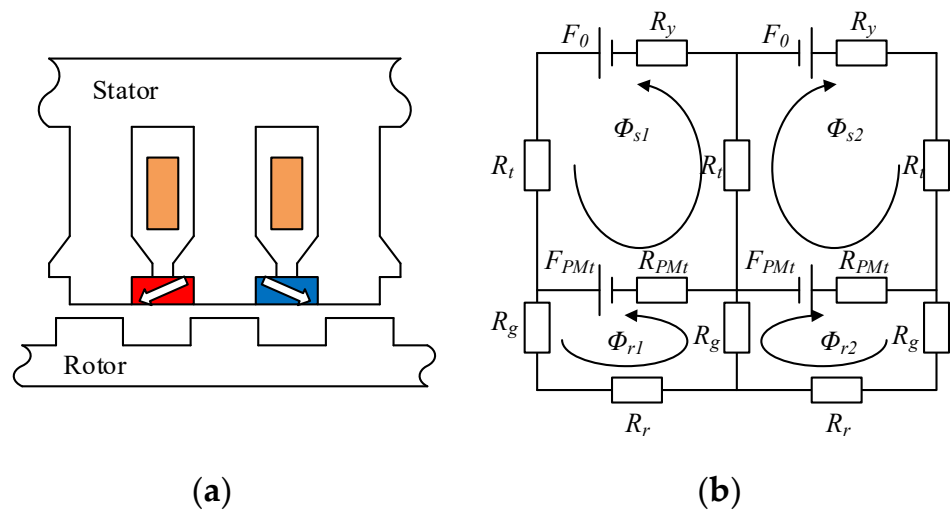 Stator
Rotor
(a)
F0 Ry F0 Ry
Φs1 Φs2
Rt Rt Rt
FPMt RPMt FPMt RPMt
Rg Φr1 Rg Φr2 Rg
Rr Rr
(b)